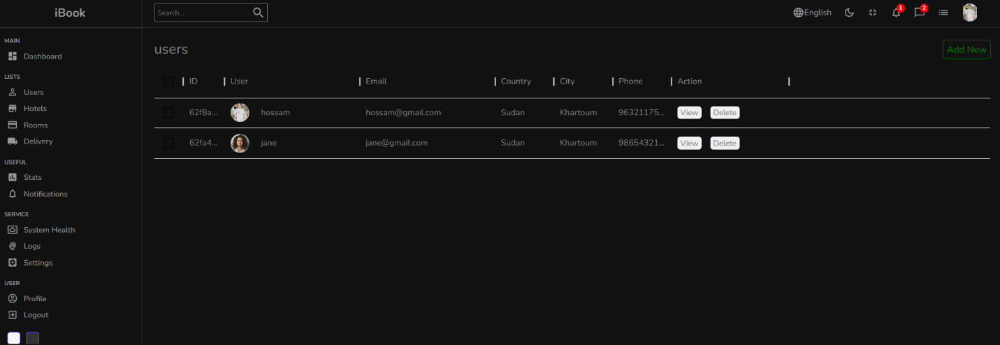 iBook
Search...
English
1
2
MAIN
Dashboard
LISTS
Users
Hotels
Rooms
Delivery
USEFUL
Stats
Notifications
SERVICE
System Health
Logs
Settings
USER
Profile
Logout
users
Add New
ID User Email Country City Phone Action
62f8a... hossam hossam@gmail.com Sudan Khartoum 96321175... View Delete
62fa4... jane jane@gmail.com Sudan Khartoum 98654321... View Delete